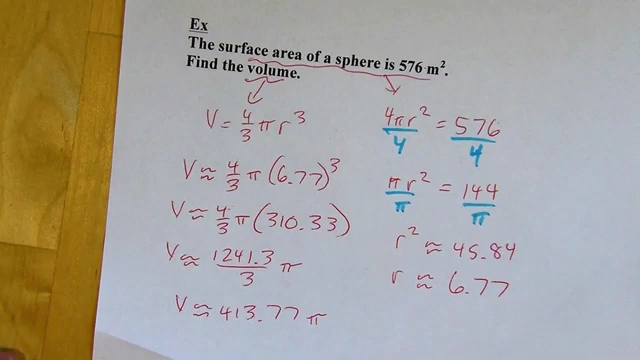 Ex
The surface area of a sphere is 576 m².
Find the volume.
V = 4/3 π r³
V ≈ 4/3 π (6.77)³
V ≈ 4/3 π (310.33)
V ≈ 1241.3/3 π
V ≈ 413.77 π
4πr²/4 = 576/4
πr²/π = 144/π
r² ≈ 45.84
r ≈ 6.77